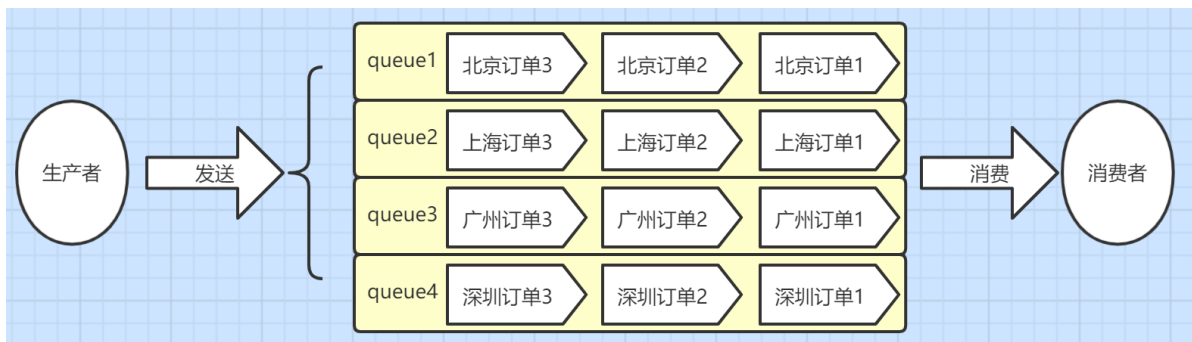 生产者
发送
queue1 北京订单3 北京订单2 北京订单1
queue2 上海订单3 上海订单2 上海订单1
queue3 广州订单3 广州订单2 广州订单1
queue4 深圳订单3 深圳订单2 深圳订单1
消费
消费者